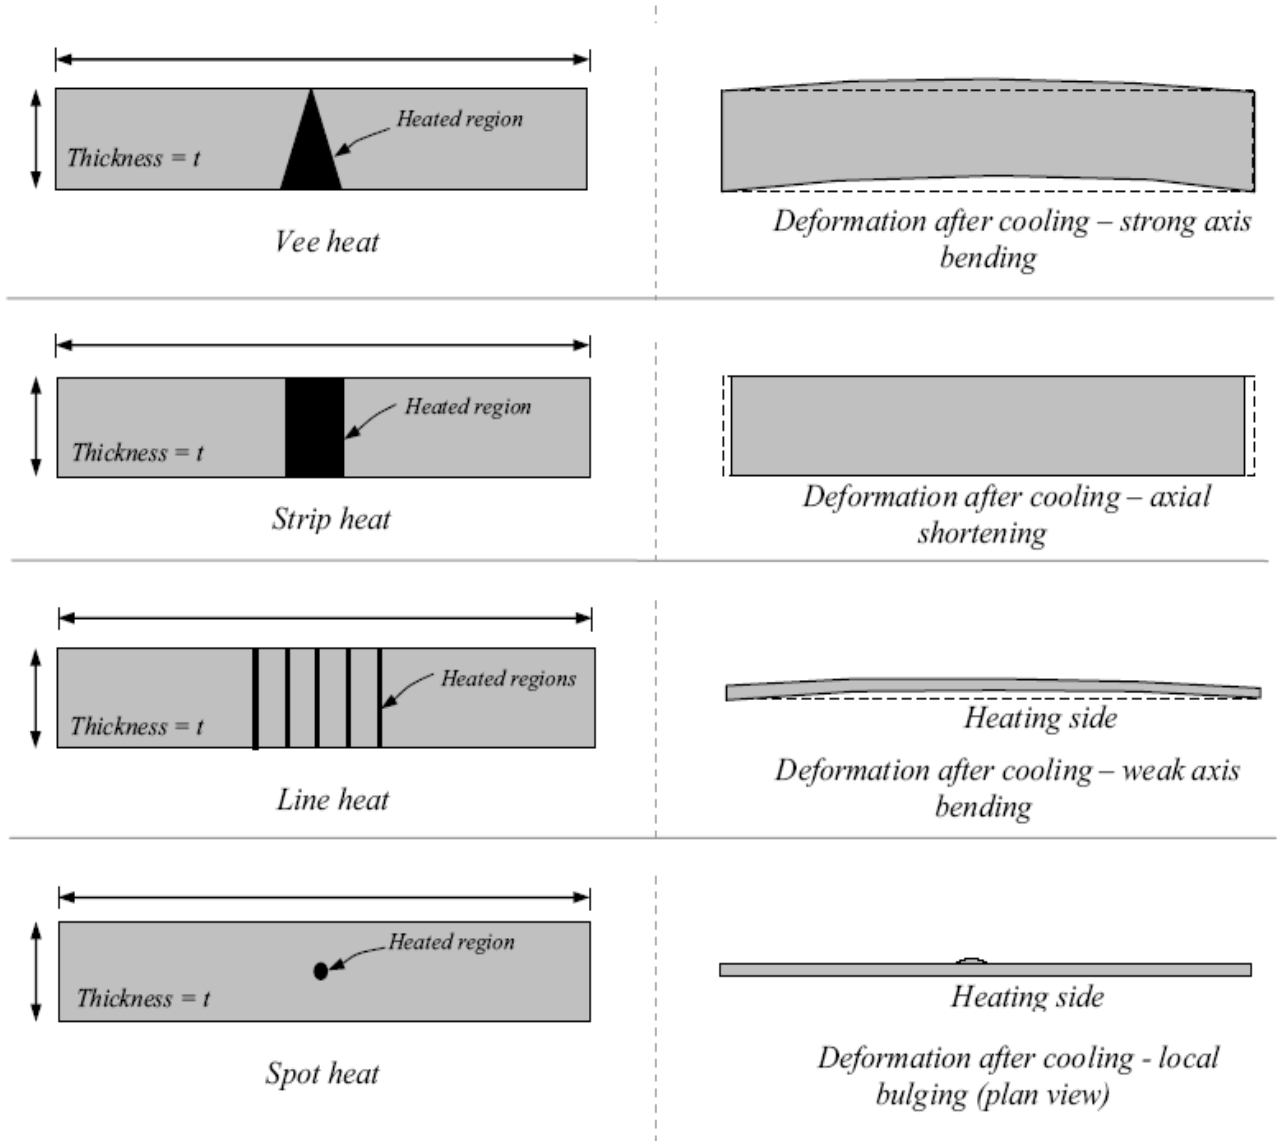 Heated region
Thickness = t
Vee heat
Deformation after cooling – strong axis
bending
Heated region
Thickness = t
Strip heat
Deformation after cooling – axial
shortening
Heated regions
Thickness = t
Line heat
Heating side
Deformation after cooling – weak axis
bending
Heated region
Thickness = t
Spot heat
Heating side
Deformation after cooling - local
bulging (plan view)